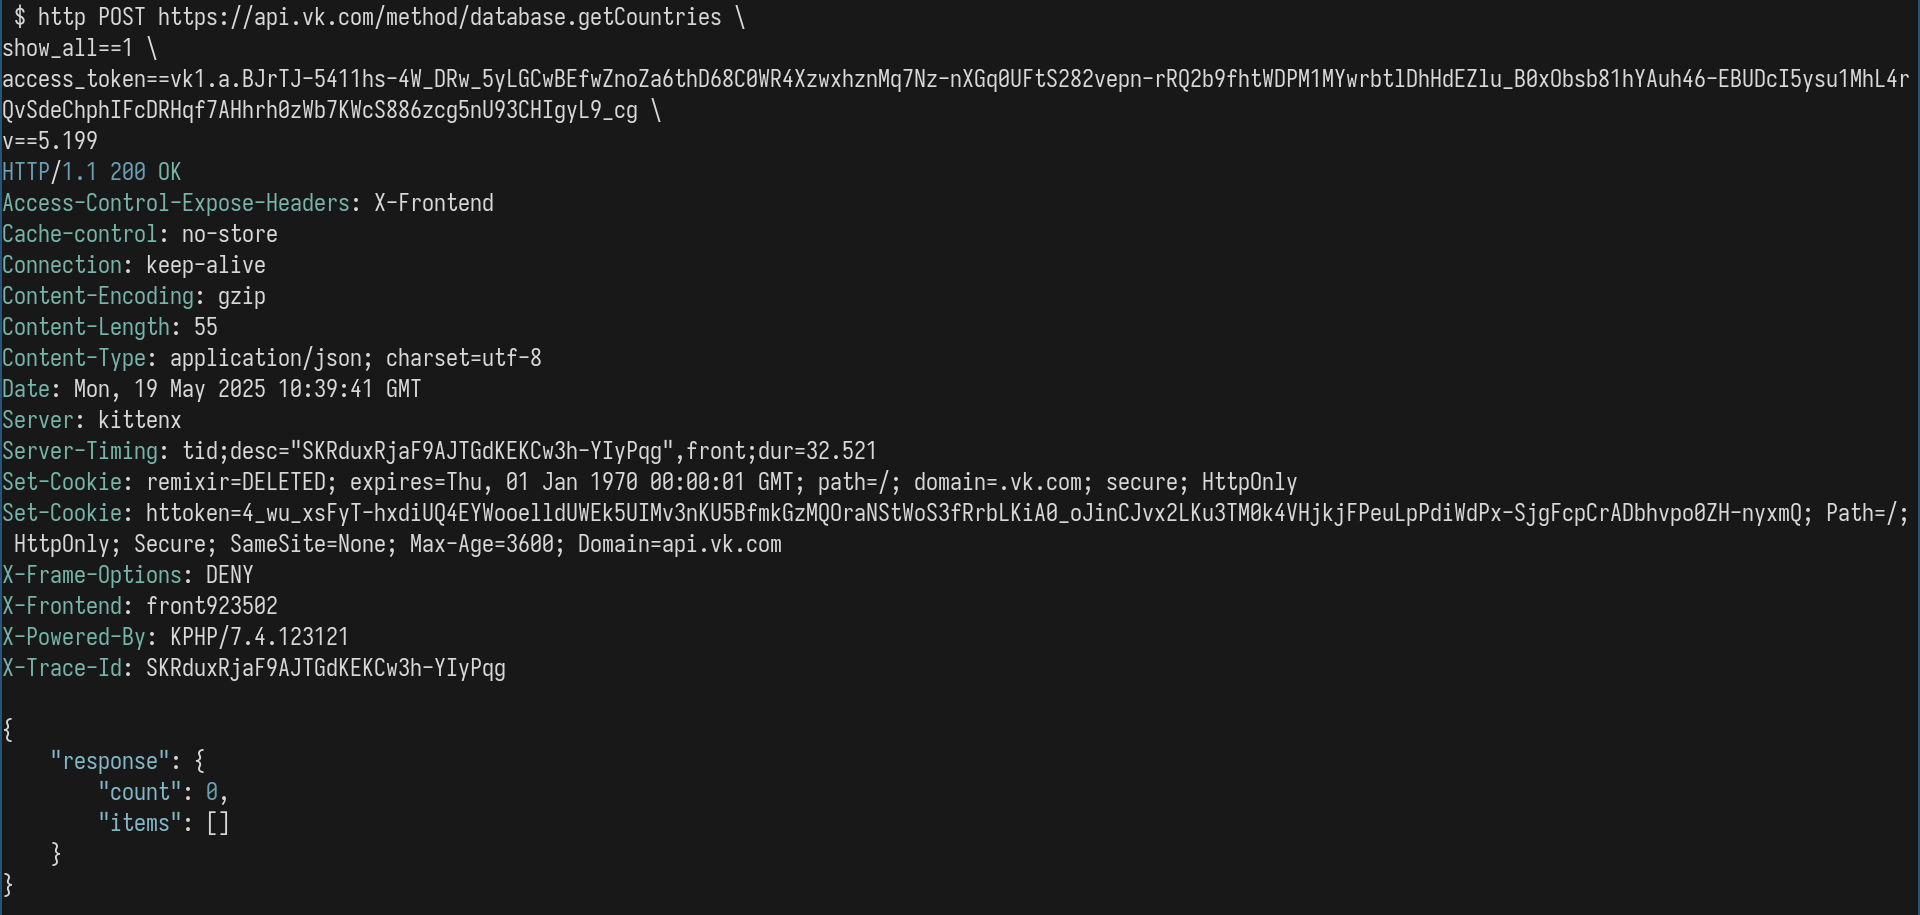 $ http POST https://api.vk.com/method/database.getCountries \
show_all==1 \
access_token==vk1.a.BJrTJ-5411hs-4W_DRw_5yLGCwBEfwZnoZa6thD68C0WR4XzwxhznMq7Nz-nXGq0UFtS282vepn-rRQ2b9fhtWDPM1MYwrbtlDhHdEZlu_B0xObsb81hYAuh46-EBUDcI5ysu1MhL4r
QvSdeChphIFcDRHqf7AHhrh0zWb7KWcS886zcg5nU93CHIgyL9_cg \
v==5.199
HTTP/1.1 200 OK
Access-Control-Expose-Headers: X-Frontend
Cache-control: no-store
Connection: keep-alive
Content-Encoding: gzip
Content-Length: 55
Content-Type: application/json; charset=utf-8
Date: Mon, 19 May 2025 10:39:41 GMT
Server: kittenx
Server-Timing: tid;desc="SKRduxRjaF9AJTGdKEKCw3h-YIyPqg",front;dur=32.521
Set-Cookie: remixir=DELETED; expires=Thu, 01 Jan 1970 00:00:01 GMT; path=/; domain=.vk.com; secure; HttpOnly
Set-Cookie: httoken=4_wu_xsFyT-hxdiUQ4EYWooelldUWEk5UIMv3nKU5BfmkGzMQOraNStWoS3fRrbLKiA0_oJinCJvx2LKu3TM0k4VHjkjFPeuLpPdiWdPx-SjgFcpCrADbhvpo0ZH-nyxmQ; Path=/;
HttpOnly; Secure; SameSite=None; Max-Age=3600; Domain=api.vk.com
X-Frame-Options: DENY
X-Frontend: front923502
X-Powered-By: KPHP/7.4.123121
X-Trace-Id: SKRduxRjaF9AJTGdKEKCw3h-YIyPqg
{
"response": {
"count": 0,
"items": []
}
}